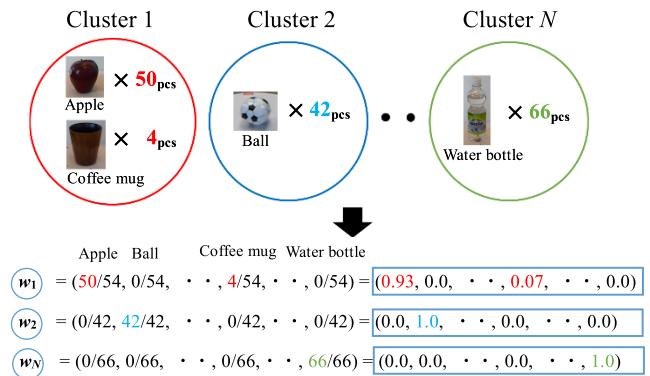 Cluster 1
Cluster 2
Cluster N
× 50pcs
Apple
× 4pcs
Coffee mug
× 42pcs
Ball
× 66pcs
Water bottle
Apple Ball Coffee mug Water bottle
w1 = (50/54, 0/54, ・・, 4/54, ・・, 0/54) = (0.93, 0.0, ・・, 0.07, ・・, 0.0)
w2 = (0/42, 42/42, ・・, 0/42, ・・, 0/42) = (0.0, 1.0, ・・, 0.0, ・・, 0.0)
wN = (0/66, 0/66, ・・, 0/66, ・・, 66/66) = (0.0, 0.0, ・・, 0.0, ・・, 1.0)